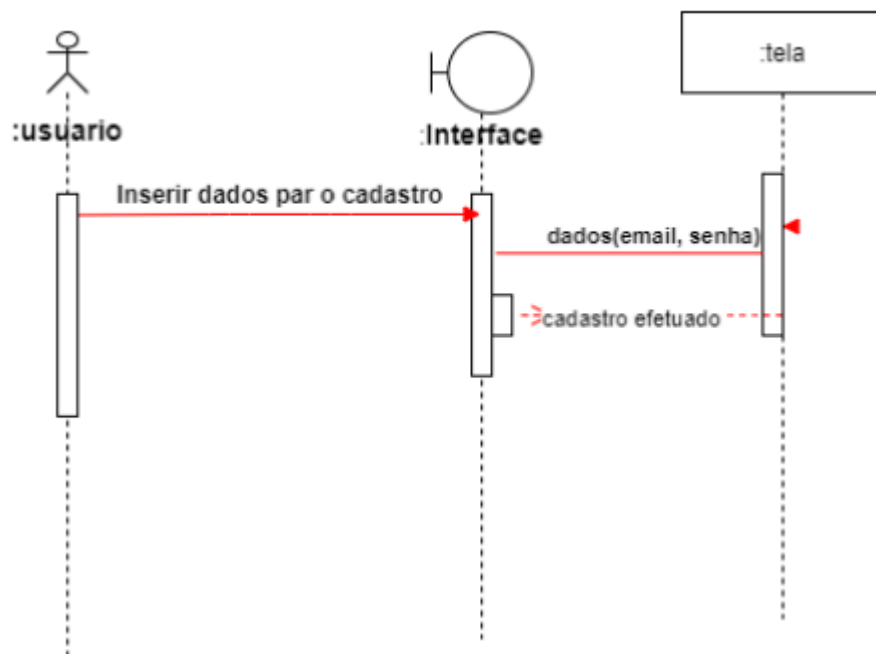 :tela
:usuario
:Interface
Inserir dados par o cadastro
dados(email, senha)
cadastro efetuado